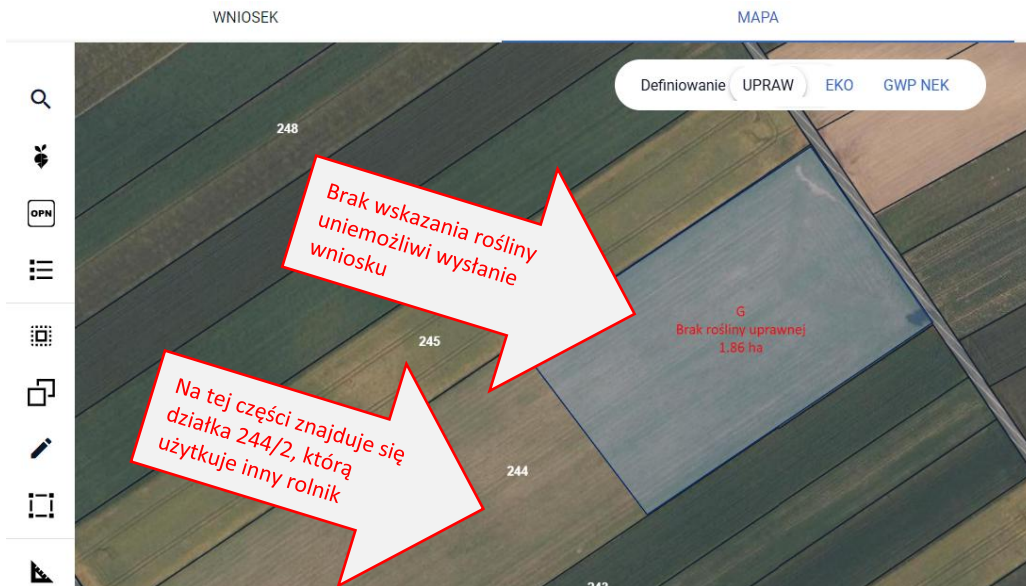 WNIOSEK
MAPA
Definiowanie UPRAW EKO GWP NEK
248
OPN
Brak wskazania rośliny
uniemożliwi wysłanie
wniosku
G
Brak rośliny uprawnej
1.86 ha
245
Na tej części znajduje się
działka 244/2, którą
użytkuje inny rolnik
244
243